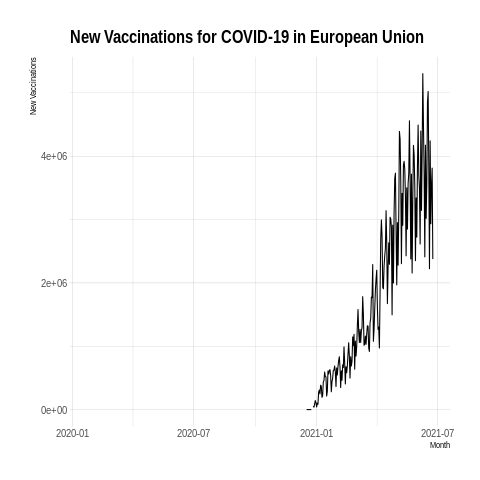 New Vaccinations for COVID-19 in European Union
New Vaccinations
4e+06
2e+06
0e+00
2020-01
2020-07
2021-01
2021-07
Month